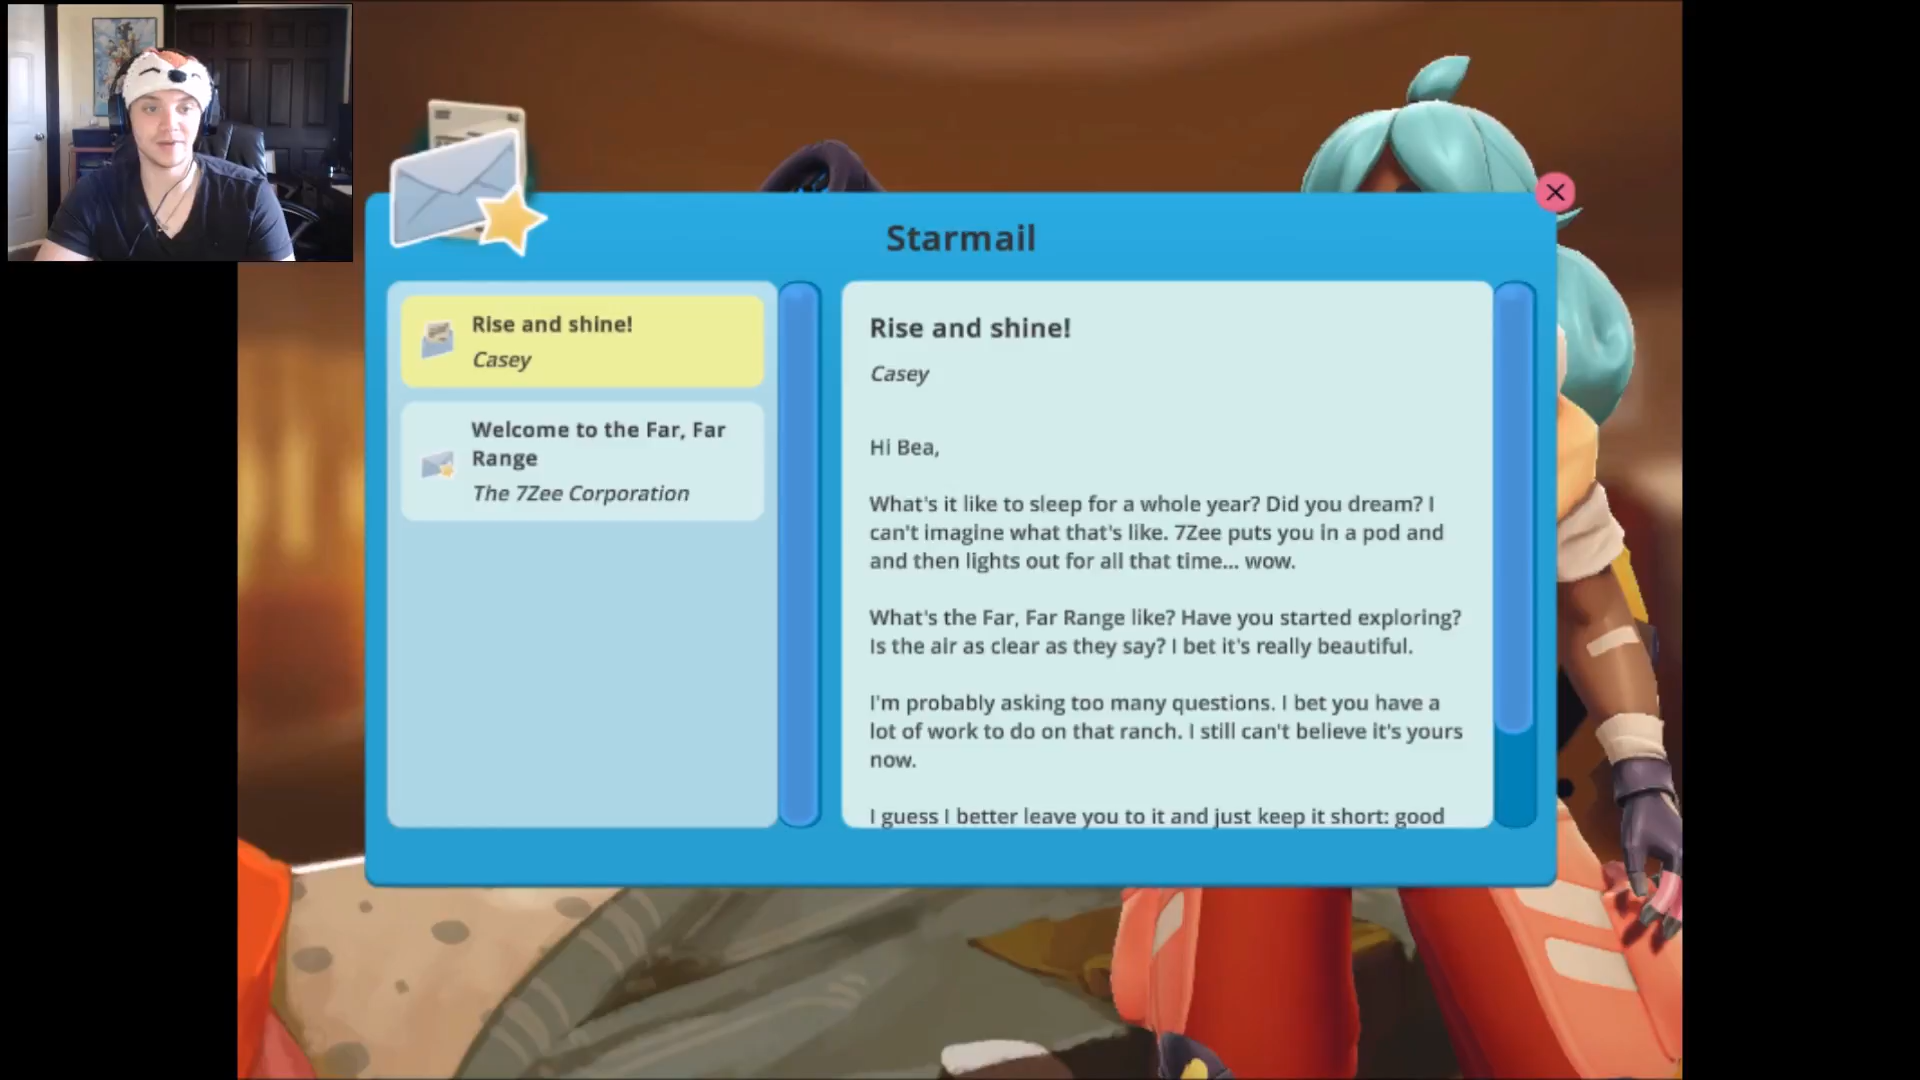 Starmail
Rise and shine!
Casey
Welcome to the Far, Far
Range
The 7Zee Corporation
Rise and shine!
Casey
Hi Bea,
What's it like to sleep for a whole year? Did you dream? I
can't imagine what that's like. 7Zee puts you in a pod and
and then lights out for all that time... wow.
What's the Far, Far Range like? Have you started exploring?
Is the air as clear as they say? I bet it's really beautiful.
I'm probably asking too many questions. I bet you have a
lot of work to do on that ranch. I still can't believe it's yours
now.
I guess I better leave you to it and just keep it short: good